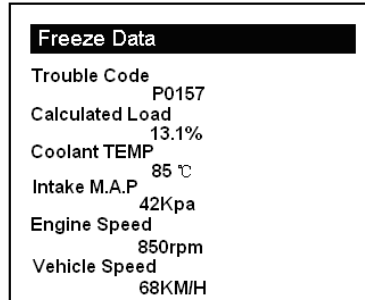 Freeze Data
Trouble Code
P0157
Calculated Load
13.1%
Coolant TEMP
85 ℃
Intake M.A.P
42Kpa
Engine Speed
850rpm
Vehicle Speed
68KM/H